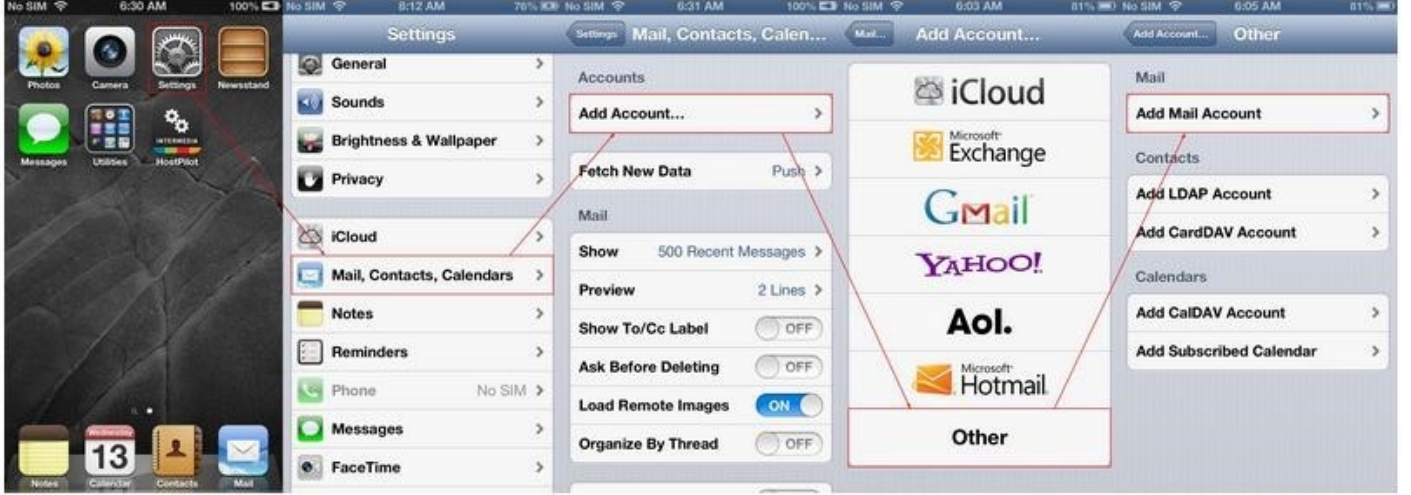 No SIM 6:30 AM 100%
Photos
Camera
Settings
Newsstand
Messages
Utilities
INTERMEDIA
HostPilot
Wednesday
13
Notes
Calendar
Contacts
Mail
No SIM 8:12 AM 76%
Settings
General
Sounds
Brightness & Wallpaper
Privacy
iCloud
Mail, Contacts, Calendars
Notes
Reminders
Phone No SIM
Messages
FaceTime
No SIM 6:31 AM 100%
Settings Mail, Contacts, Calen...
Accounts
Add Account...
Fetch New Data Push
Mail
Show 500 Recent Messages
Preview 2 Lines
Show To/Cc Label OFF
Ask Before Deleting OFF
Load Remote Images ON
Organize By Thread OFF
No SIM 6:03 AM 81%
Mail... Add Account...
iCloud
Microsoft
Exchange
Gmail
YAHOO!
Aol.
Microsoft
Hotmail
Other
No SIM 6:05 AM 81%
Add Account... Other
Mail
Add Mail Account
Contacts
Add LDAP Account
Add CardDAV Account
Calendars
Add CalDAV Account
Add Subscribed Calendar